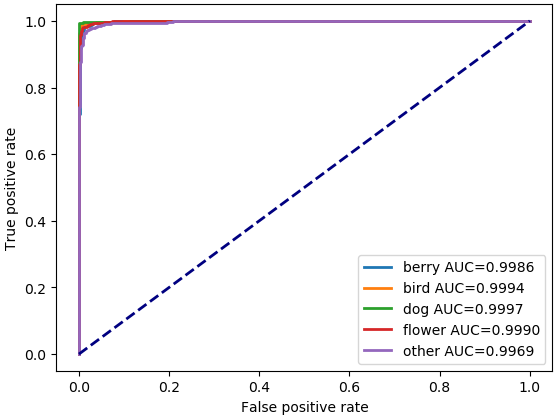 1.0
0.8
0.6
0.4
0.2
0.0
True positive rate
berry AUC=0.9986
bird AUC=0.9994
dog AUC=0.9997
flower AUC=0.9990
other AUC=0.9969
0.0 0.2 0.4 0.6 0.8 1.0
False positive rate